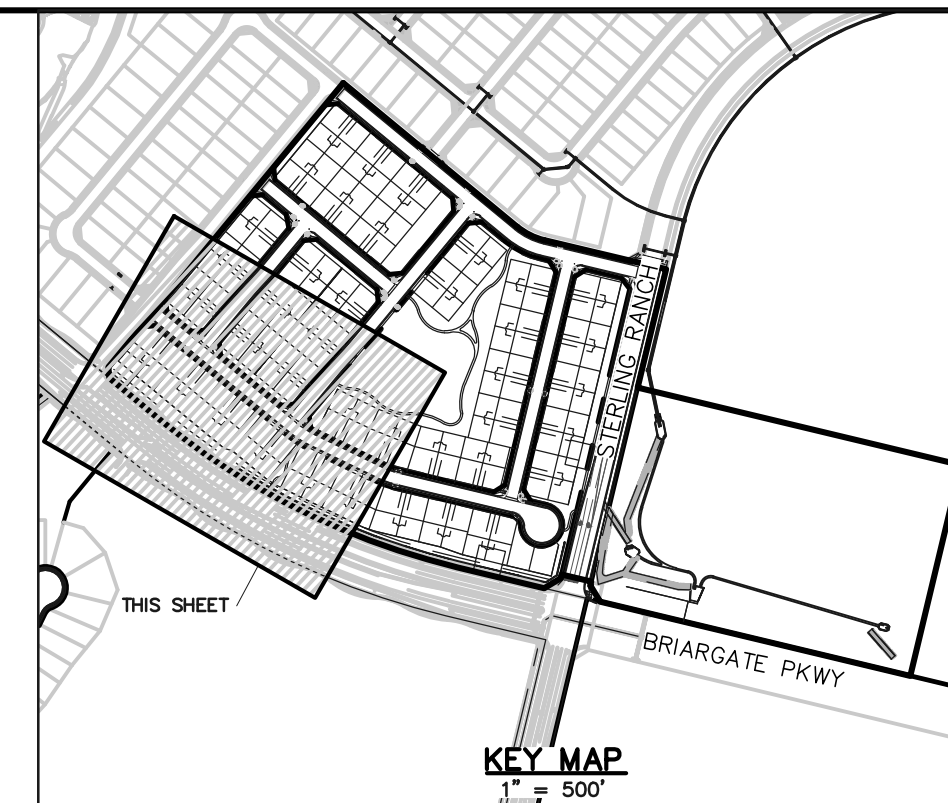 STERLING RANCH
THIS SHEET
BRIARGATE PKWY
KEY MAP
1" = 500'